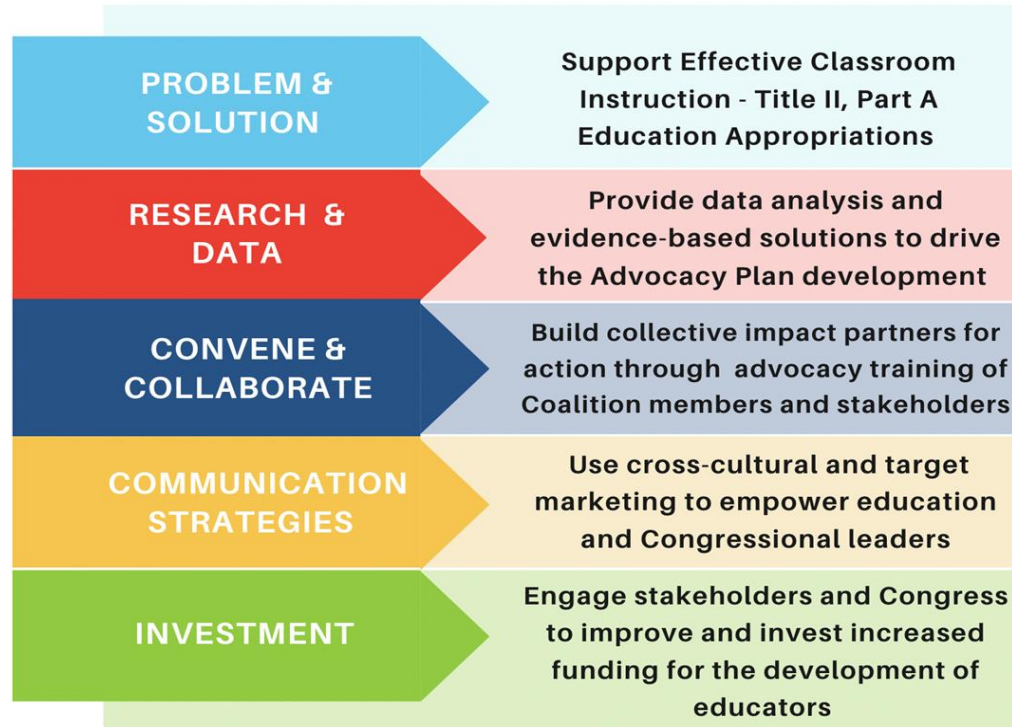 PROBLEM &
SOLUTION
Support Effective Classroom
Instruction - Title II, Part A
Education Appropriations
RESEARCH &
DATA
Provide data analysis and
evidence-based solutions to drive
the Advocacy Plan development
CONVENE &
COLLABORATE
Build collective impact partners for
action through advocacy training of
Coalition members and stakeholders
COMMUNICATION
STRATEGIES
Use cross-cultural and target
marketing to empower education
and Congressional leaders
INVESTMENT
Engage stakeholders and Congress
to improve and invest increased
funding for the development of
educators